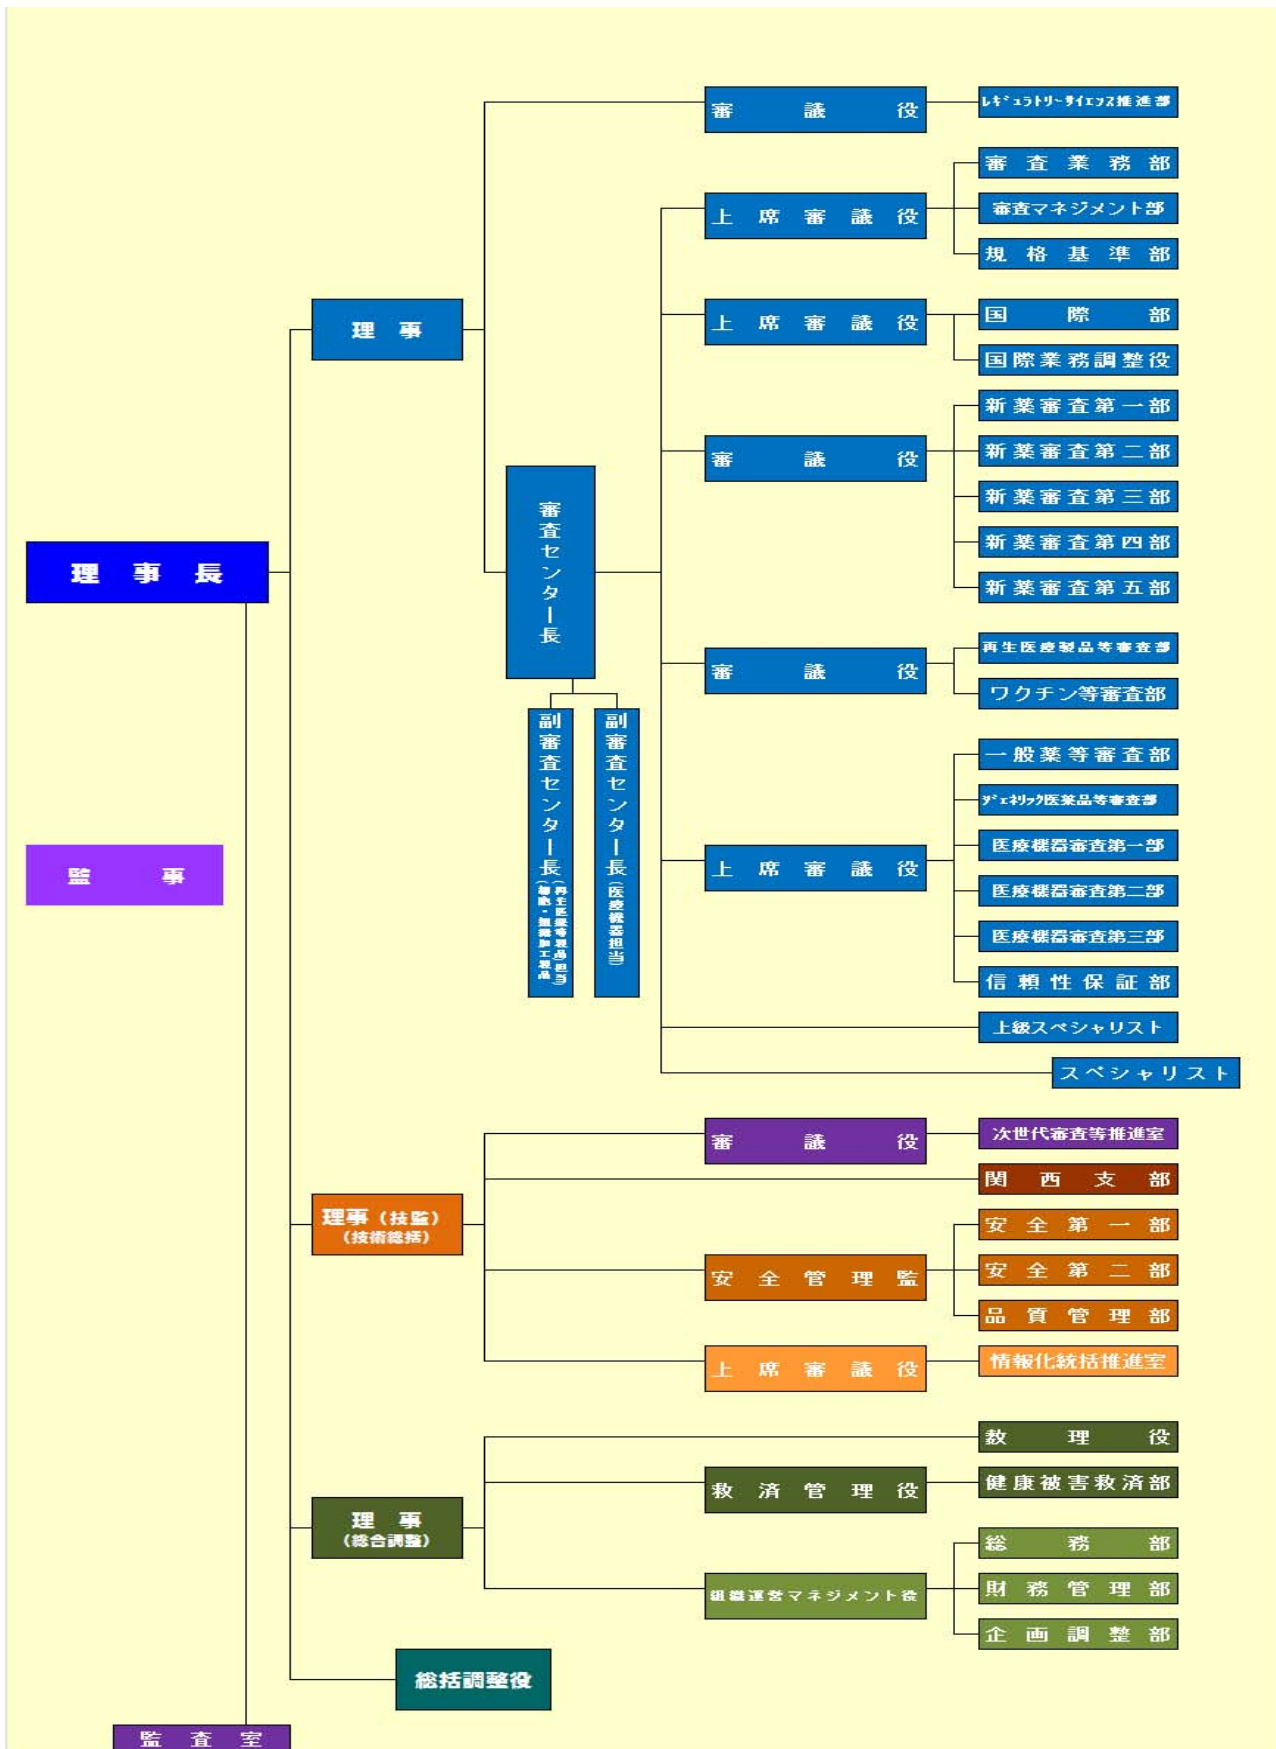 理事長
監事
監査室
理事
審議役
レギュラトリーサイエンス推進部
審査センター長
副審査センター長(細胞・組織加工製品(再生医療等製品)担当)
副審査センター長(医療機器担当)
上席審議役
審査業務部
審査マネジメント部
規格基準部
上席審議役
国際部
国際業務調整役
審議役
新薬審査第一部
新薬審査第二部
新薬審査第三部
新薬審査第四部
新薬審査第五部
審議役
再生医療製品等審査部
ワクチン等審査部
上席審議役
一般薬等審査部
ジェネリック医薬品等審査部
医療機器審査第一部
医療機器審査第二部
医療機器審査第三部
信頼性保証部
上級スペシャリスト
スペシャリスト
理事(技監)
(技術総括)
審議役
次世代審査等推進室
関西支部
安全管理監
安全第一部
安全第二部
品質管理部
上席審議役
情報化統括推進室
理事
(総合調整)
数理役
救済管理役
健康被害救済部
組織運営マネジメント役
総務部
財務管理部
企画調整部
総括調整役